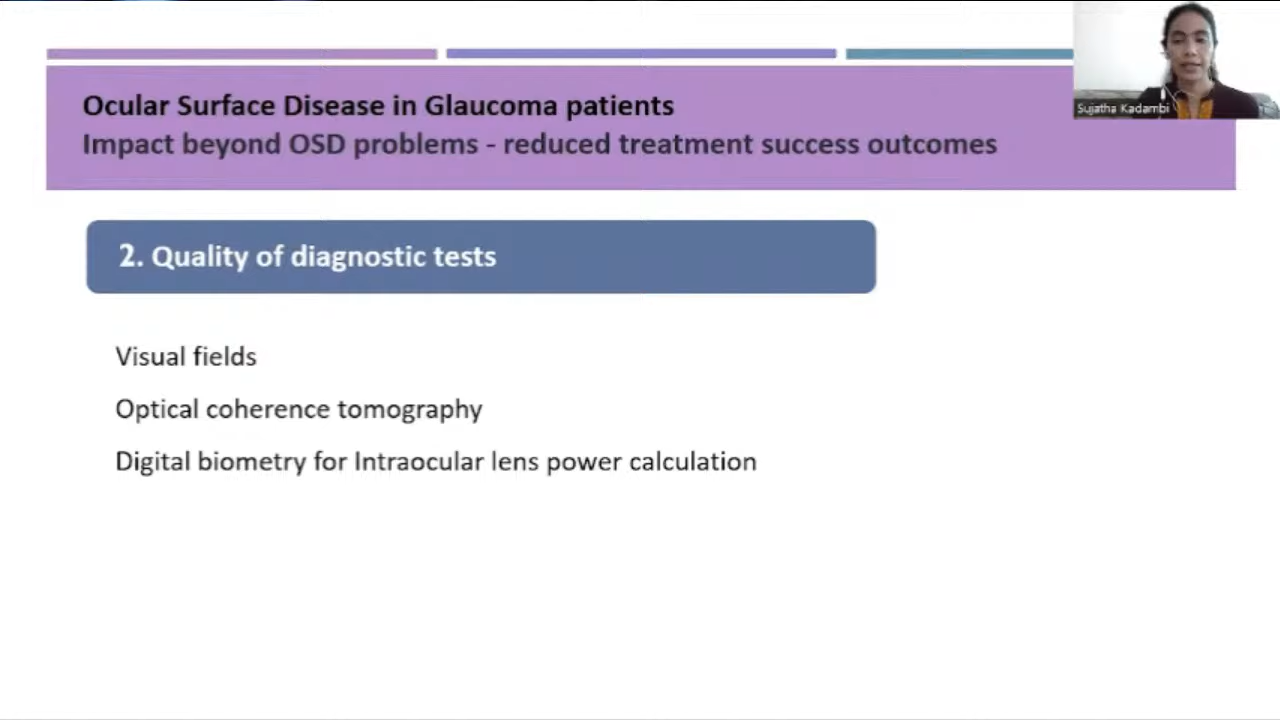 Ocular Surface Disease in Glaucoma patients
Impact beyond OSD problems - reduced treatment success outcomes
Sujatha Kadambi
2. Quality of diagnostic tests
Visual fields
Optical coherence tomography
Digital biometry for Intraocular lens power calculation